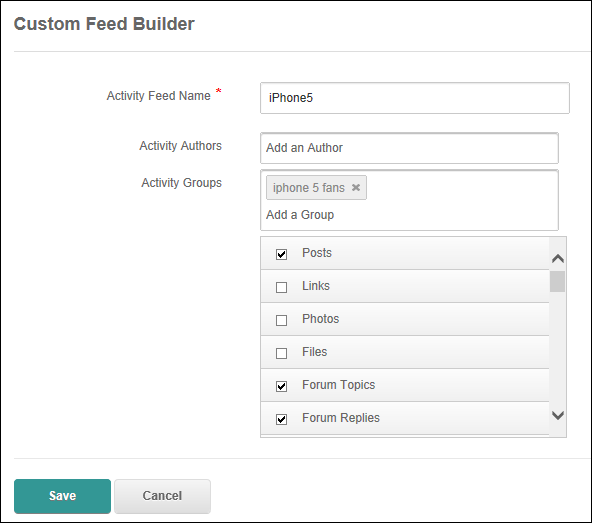 Custom Feed Builder
Activity Feed Name *
iPhone5
Activity Authors
Add an Author
Activity Groups
iphone 5 fans ✖
Add a Group
Posts
Links
Photos
Files
Forum Topics
Forum Replies
Save
Cancel